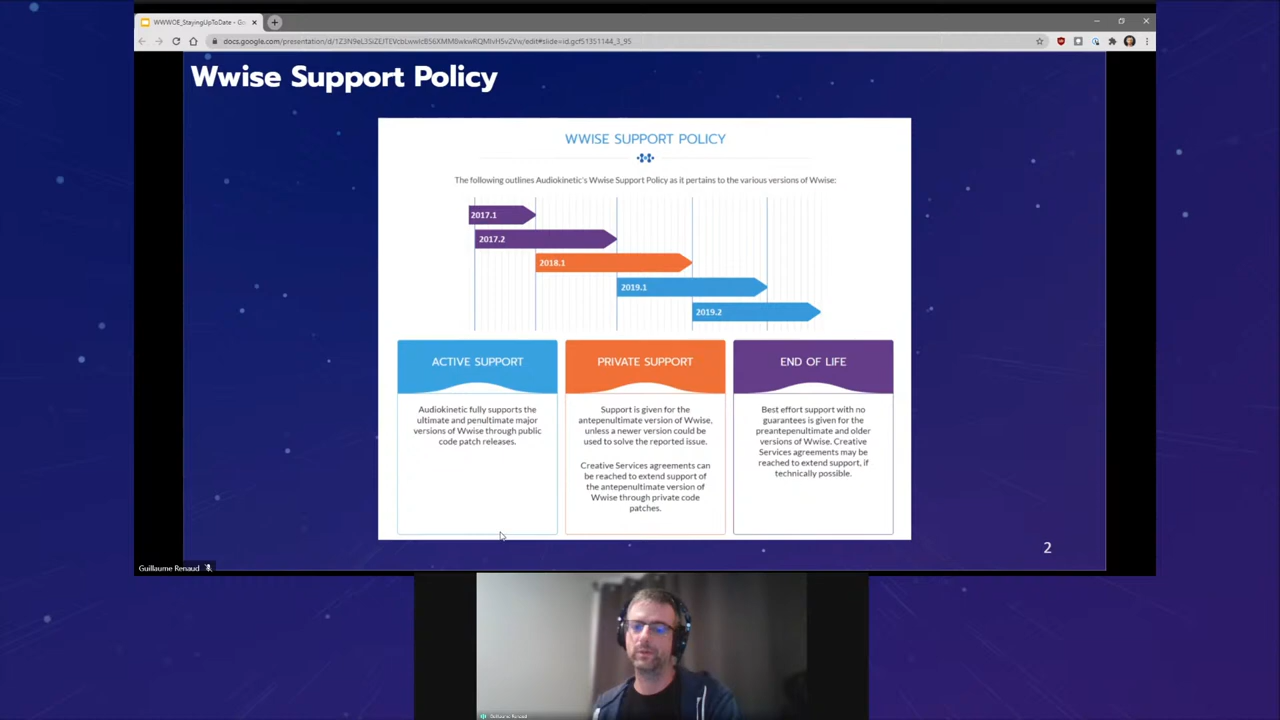 WWWOE_StayingUpToDate - Go
Wwise Support Policy
WWISE SUPPORT POLICY
The following outlines Audiokinetic's Wwise Support Policy as it pertains to the various versions of Wwise:
2017.1
2017.2
2018.1
2019.1
2019.2
ACTIVE SUPPORT
Audiokinetic fully supports the
ultimate and penultimate major
versions of Wwise through public
code patch releases.
PRIVATE SUPPORT
Support is given for the
antepenultimate version of Wwise,
unless a newer version could be
used to solve the reported issue.
Creative Services agreements can
be reached to extend support of
the antepenultimate version of
Wwise through private code
patches.
END OF LIFE
Best effort support with no
guarantees is given for the
preantepenultimate and older
versions of Wwise. Creative
Services agreements may be
reached to extend support, if
technically possible.
2
Guillaume Renaud
Guillaume Renaud